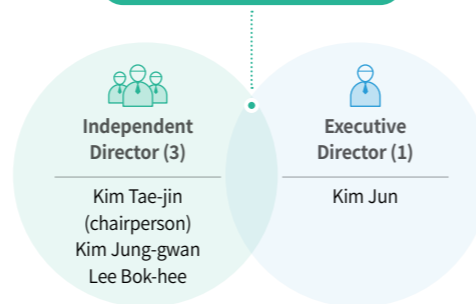 Independent
Director (3)
Kim Tae-jin
(chairperson)
Kim Jung-gwan
Lee Bok-hee
Executive
Director (1)
Kim Jun